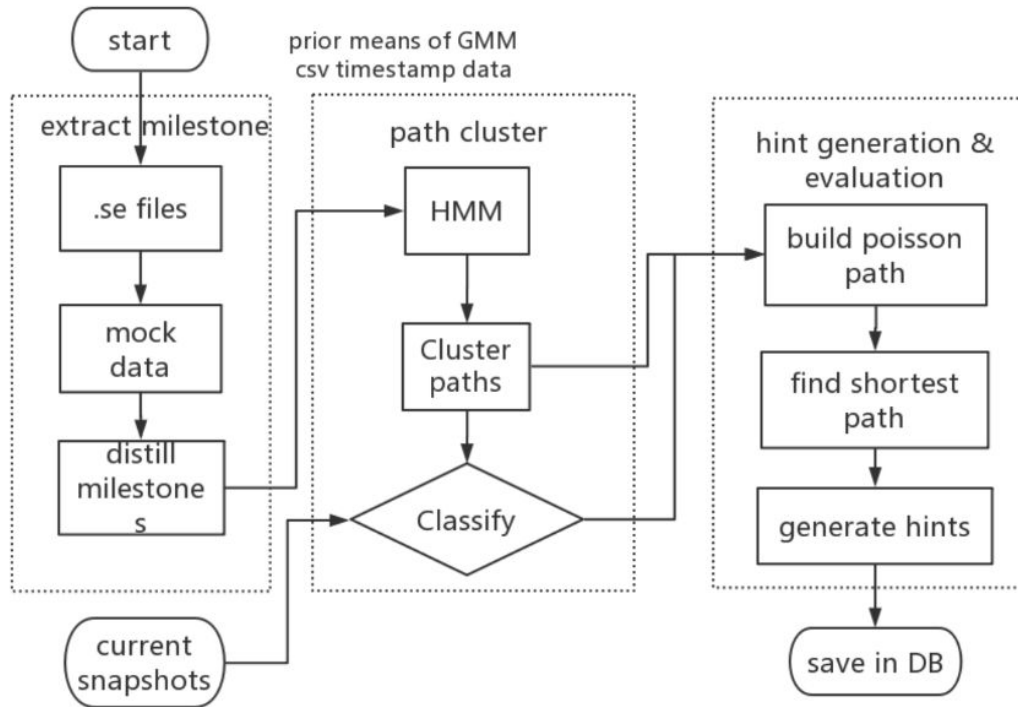 start
prior means of GMM
csv timestamp data
extract milestone
.se files
mock
data
distill
milestone
s
current
snapshots
path cluster
HMM
Cluster
paths
Classify
hint generation &
evaluation
build poisson
path
find shortest
path
generate hints
save in DB